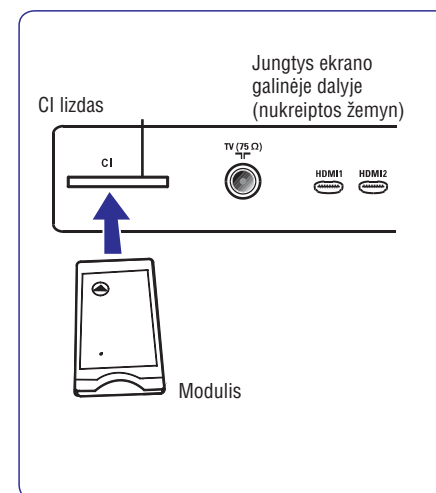 Jungtys ekrano
galinėje dalyje
(nukreiptos žemyn)
CI lizdas
CI
TV (75 Ω)
HDMI1 HDMI2
Modulis